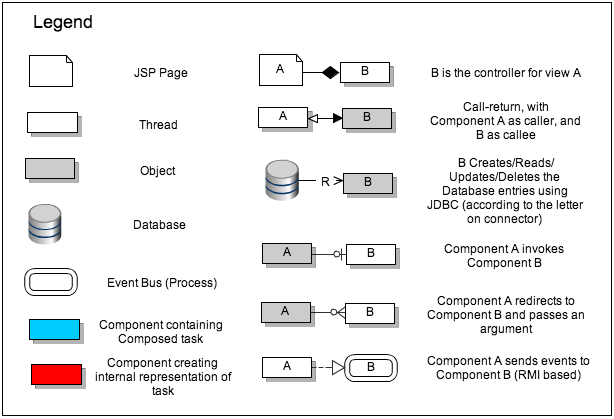 Legend
JSP Page
Thread
Object
Database
Event Bus (Process)
Component containing
Composed task
Component creating
internal representation of
task
A
B
B is the controller for view A
A
B
Call-return, with
Component A as caller, and
B as callee
R
B
B Creates/Reads/
Updates/Deletes the
Database entries using
JDBC (according to the letter
on connector)
A
B
Component A invokes
Component B
A
B
Component A redirects to
Component B and passes an
argument
A
B
Component A sends events to
Component B (RMI based)